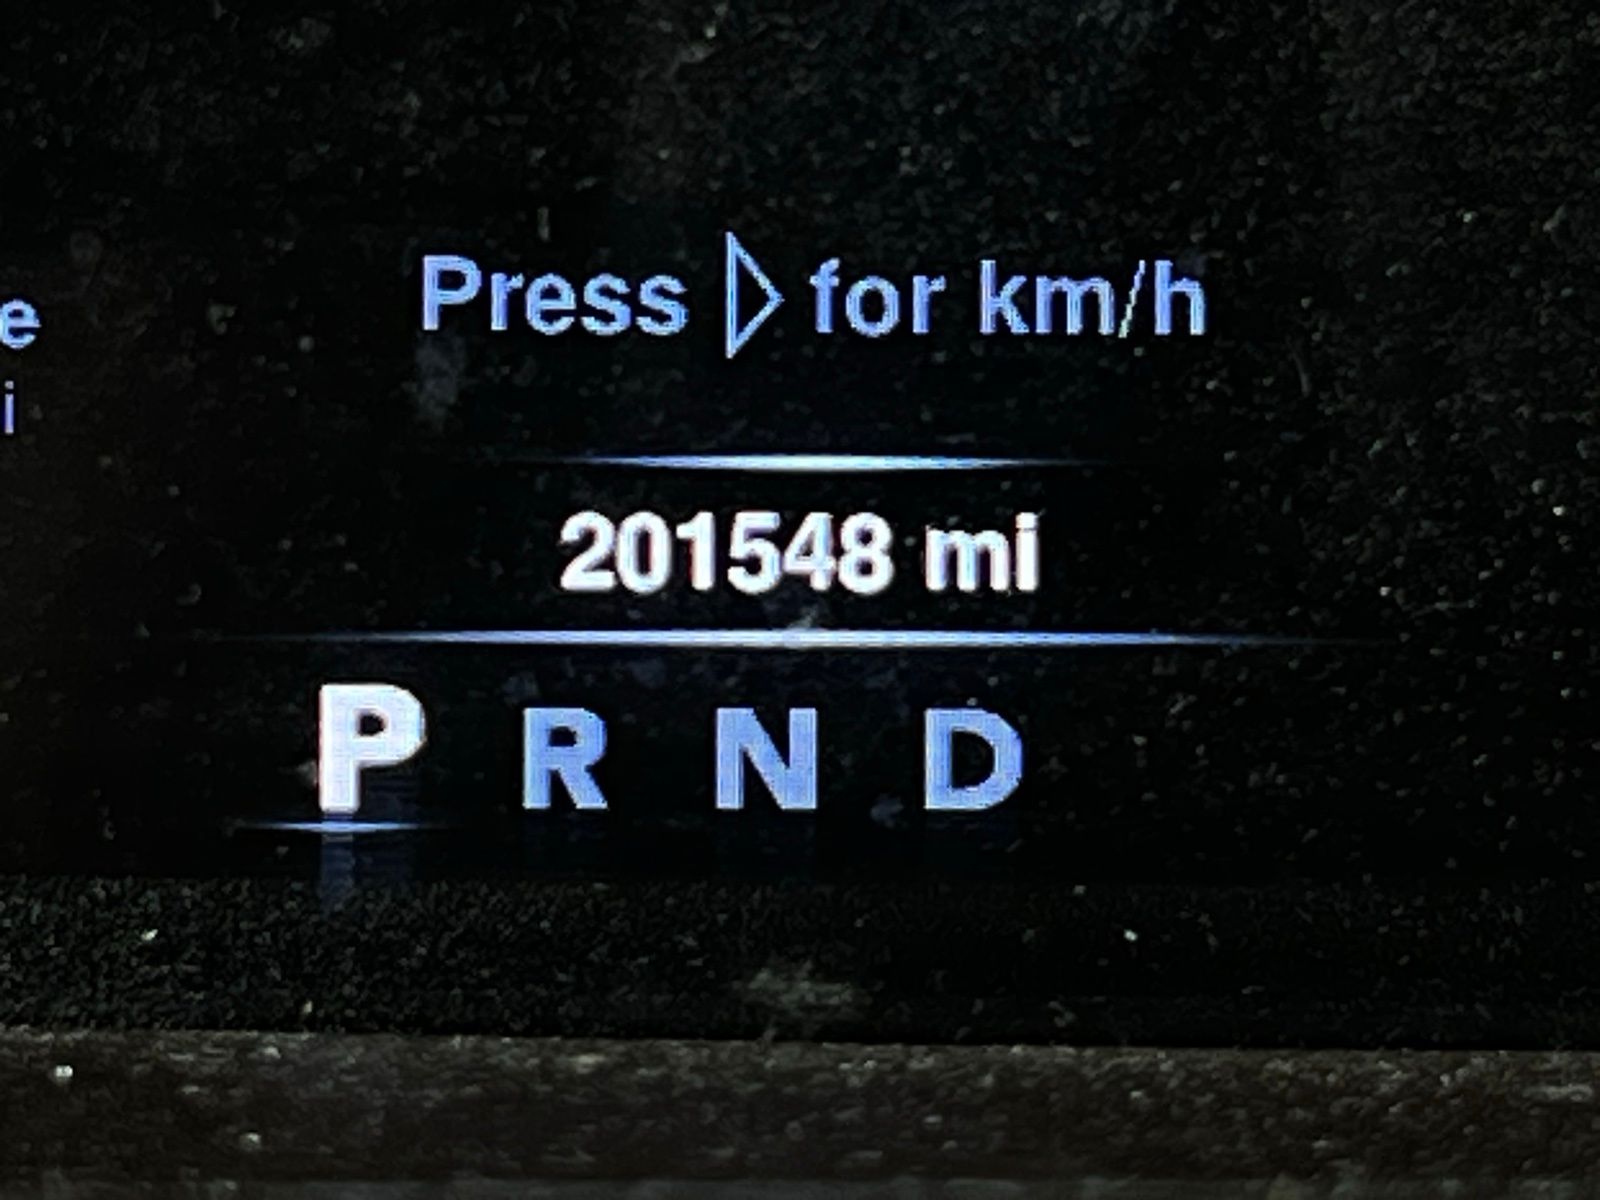 Press ▷ for km/h
e
i
201548 mi
P R N D